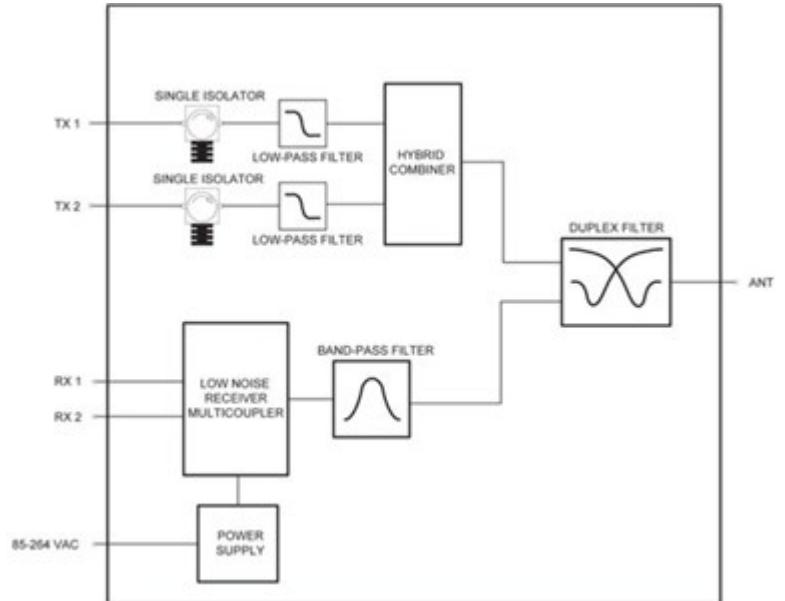 SINGLE ISOLATOR
TX 1
LOW-PASS FILTER
HYBRID
COMBINER
SINGLE ISOLATOR
TX 2
LOW-PASS FILTER
DUPLEX FILTER
ANT
BAND-PASS FILTER
RX 1
RX 2
LOW NOISE
RECEIVER
MULTICOUPLER
85-264 VAC
POWER
SUPPLY